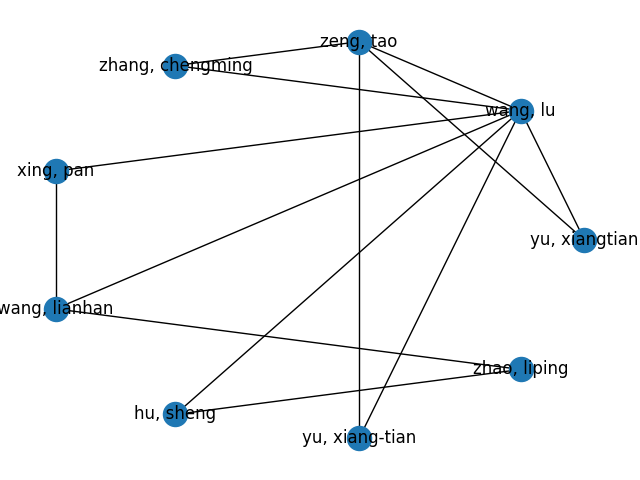 zeng, tao
zhang, chengming
wang, lu
xing, pan
yu, xiangtian
wang, lianhan
zhao, liping
hu, sheng
yu, xiang-tian